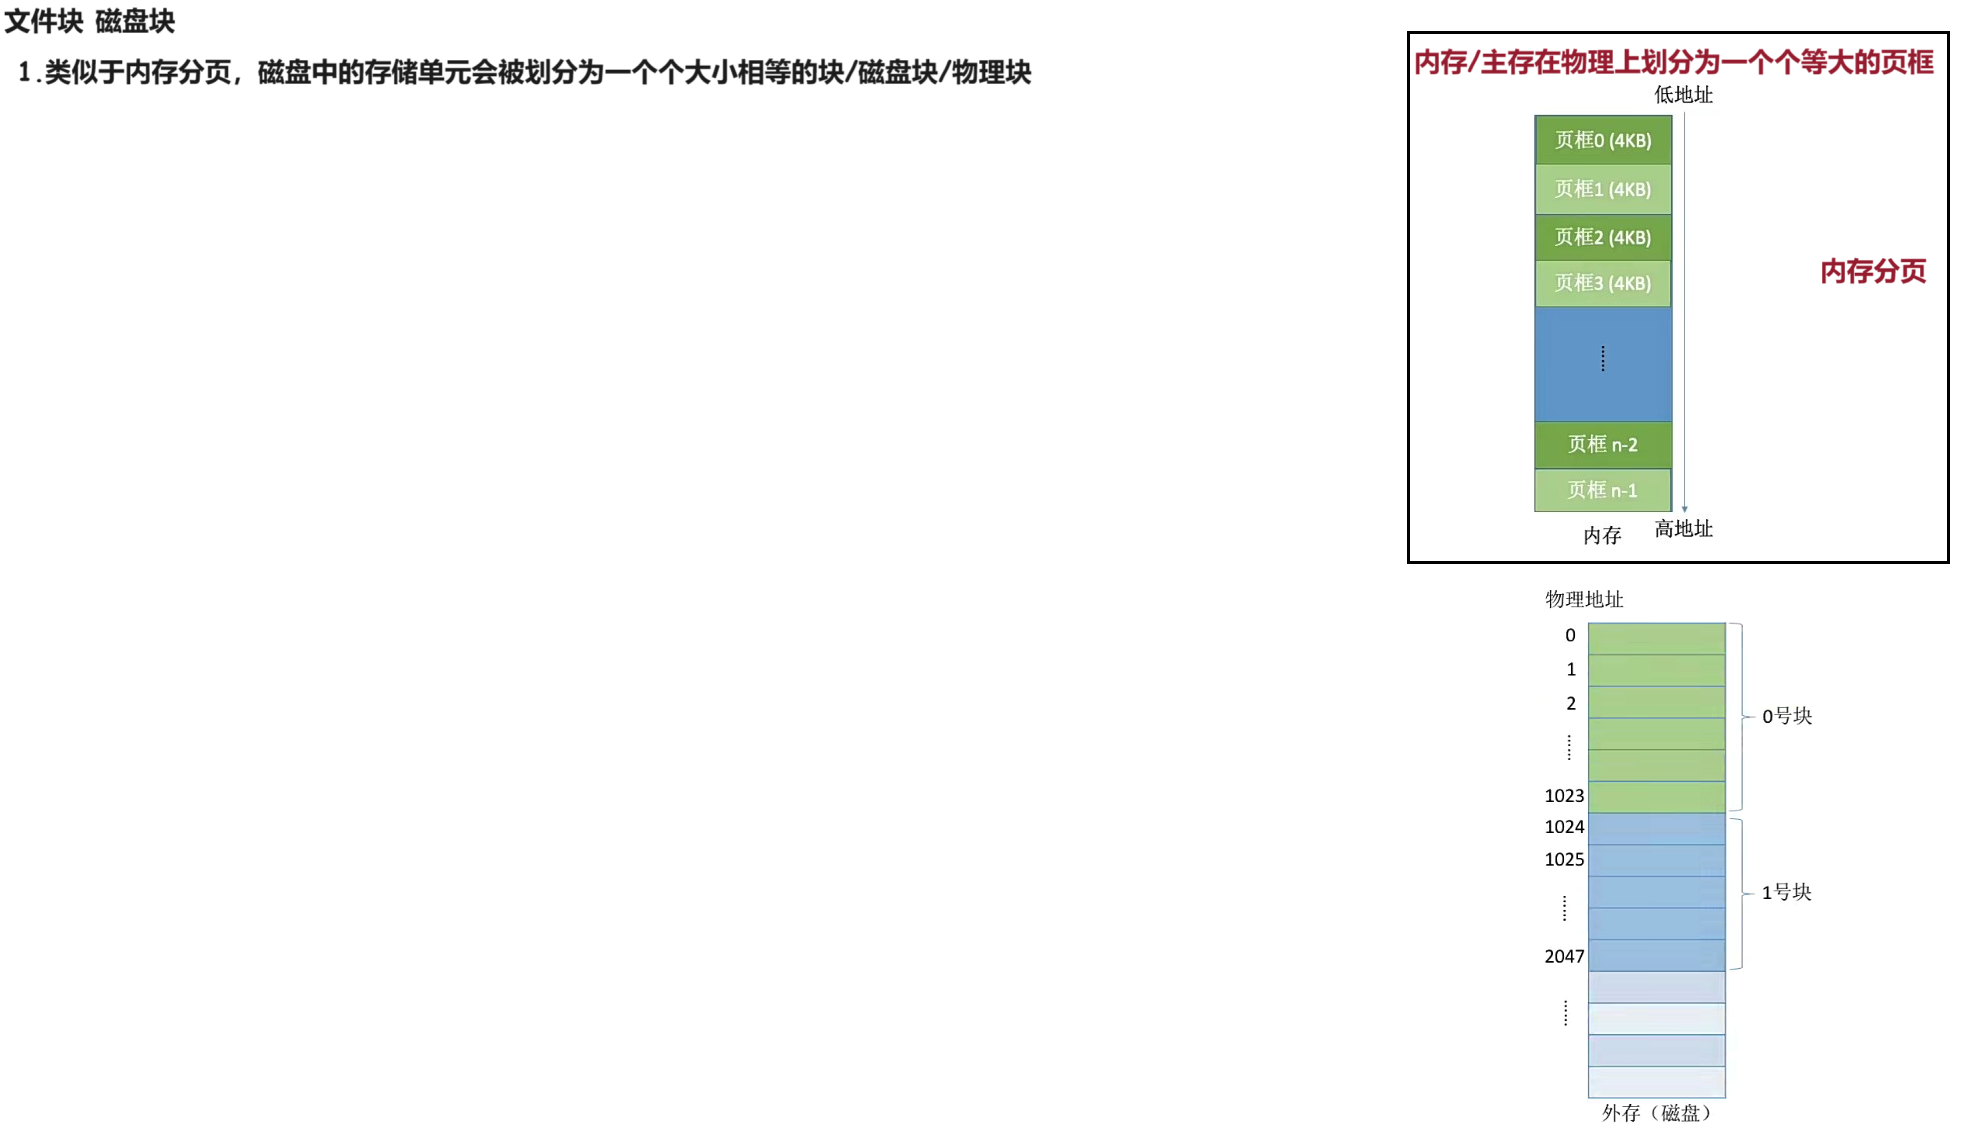 文件块 磁盘块
1.类似于内存分页，磁盘中的存储单元会被划分为一个个大小相等的块/磁盘块/物理块
内存/主存在物理上划分为一个个等大的页框
低地址
页框0 (4KB)
页框1 (4KB)
页框2 (4KB)
页框3 (4KB)
内存分页
……
页框 n-2
页框 n-1
内存
高地址
物理地址
0
1
2
……
1023
0号块
1024
1025
……
2047
1号块
……
外存（磁盘）